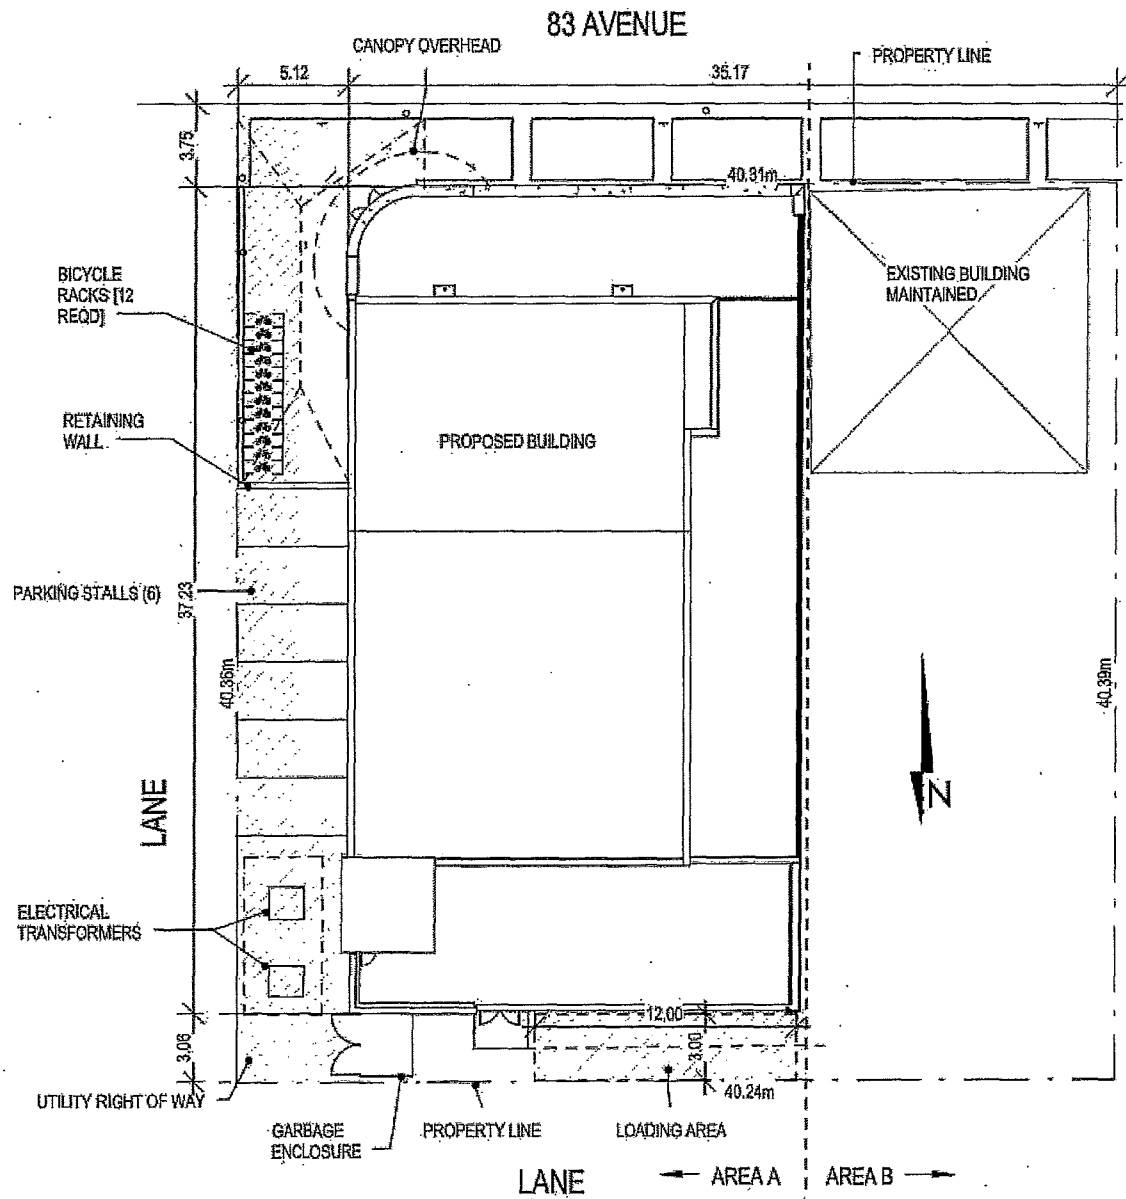 83 AVENUE
CANOPY OVERHEAD
PROPERTY LINE
5.12
35.17
3.75
40.31m
BICYCLE
RACKS [12
REQD]
EXISTING BUILDING
MAINTAINED
RETAINING
WALL
PROPOSED BUILDING
PARKING STALLS (6)
37.23
40.36m
40.39m
N
LANE
ELECTRICAL
TRANSFORMERS
12.00
3.06
3.00
40.24m
UTILITY RIGHT OF WAY
GARBAGE
ENCLOSURE
PROPERTY LINE
LOADING AREA
LANE
AREA A
AREA B